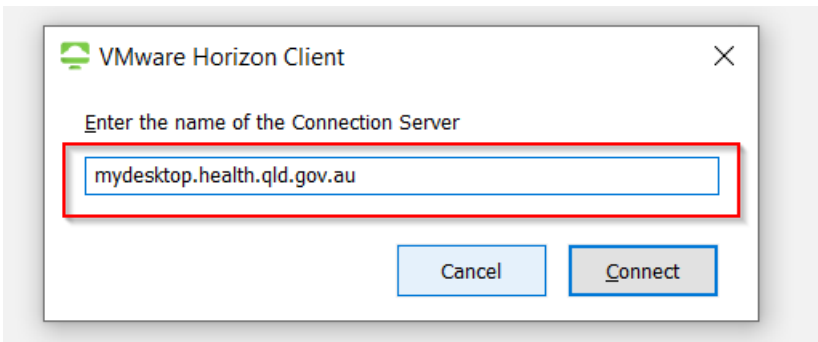 VMware Horizon Client
Enter the name of the Connection Server
mydesktop.health.qld.gov.au
Cancel Connect